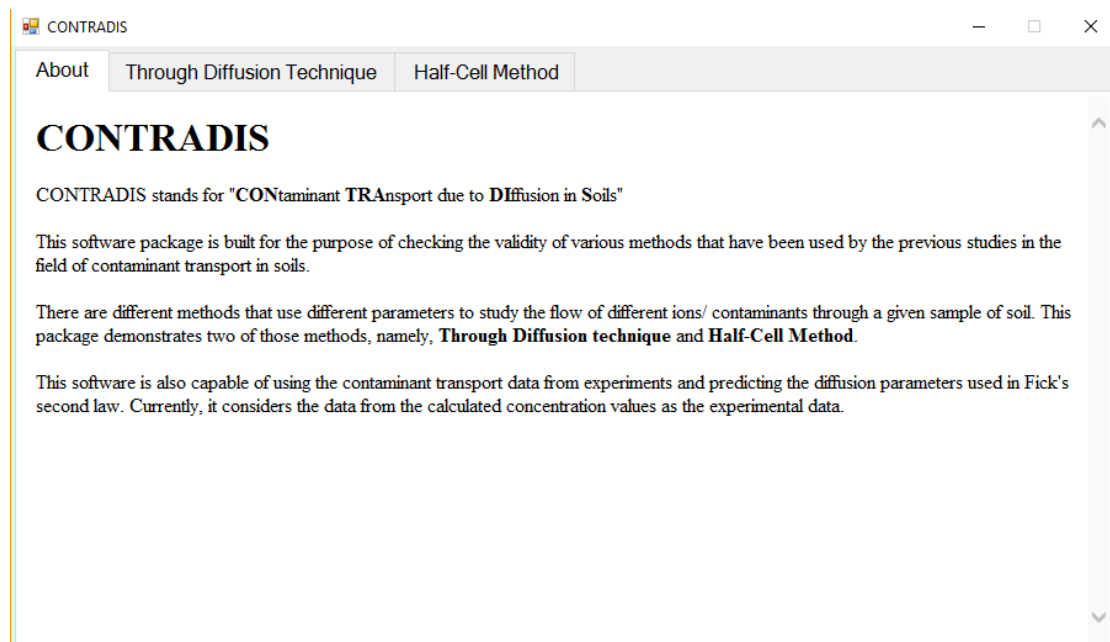 CONTRADIS
About Through Diffusion Technique Half-Cell Method
CONTRADIS
CONTRADIS stands for "CONtaminant TRAnsport due to DIffusion in Soils"
This software package is built for the purpose of checking the validity of various methods that have been used by the previous studies in the
field of contaminant transport in soils.
There are different methods that use different parameters to study the flow of different ions/ contaminants through a given sample of soil. This
package demonstrates two of those methods, namely, Through Diffusion technique and Half-Cell Method.
This software is also capable of using the contaminant transport data from experiments and predicting the diffusion parameters used in Fick's
second law. Currently, it considers the data from the calculated concentration values as the experimental data.